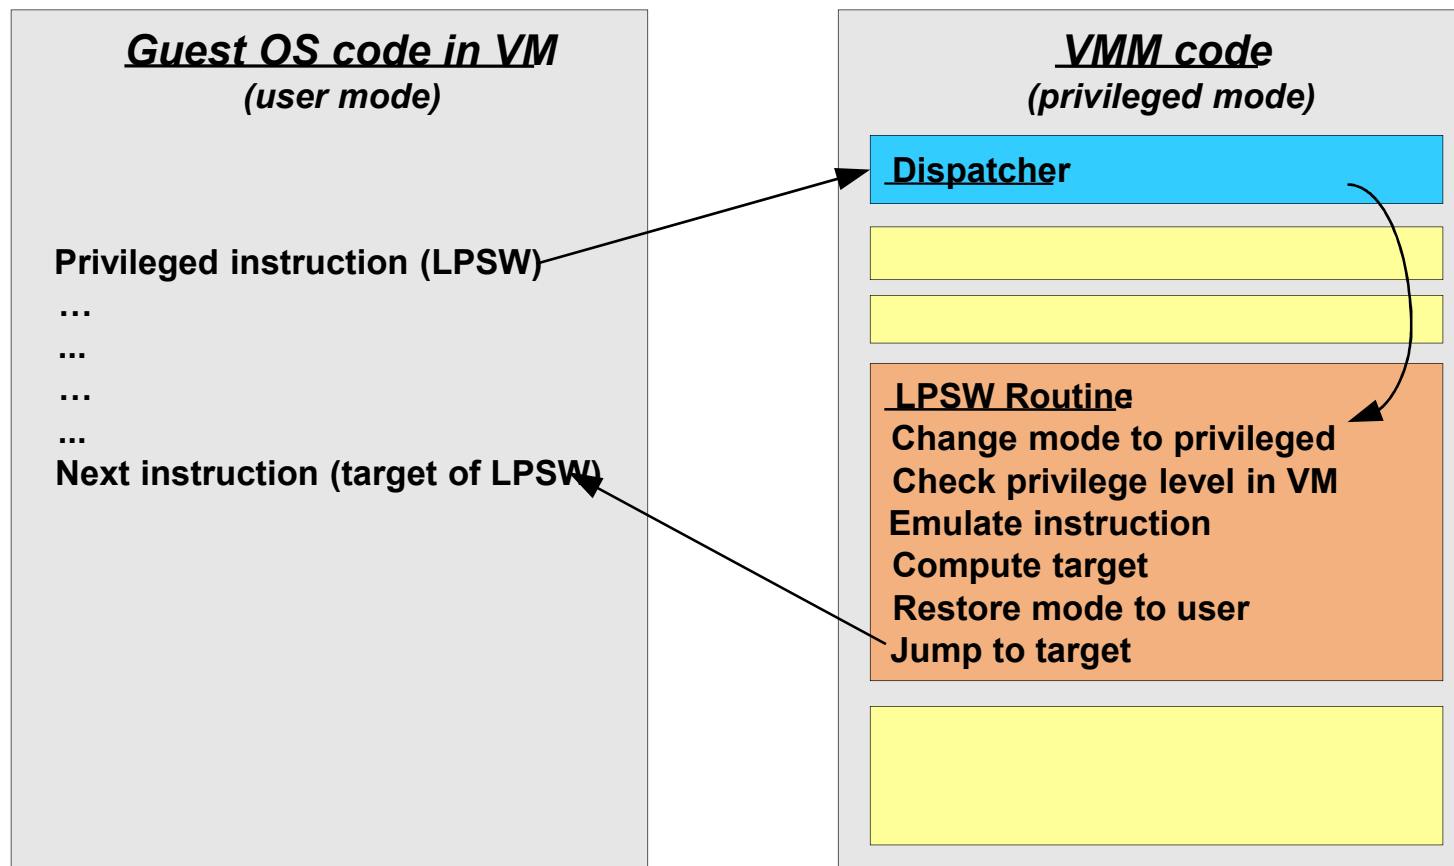 Guest OS code in VM
(user mode)
Privileged instruction (LPSW)
…
...
…
...
Next instruction (target of LPSW)
VMM code
(privileged mode)
Dispatcher
LPSW Routine:
Change mode to privileged
Check privilege level in VM
Emulate instruction
Compute target
Restore mode to user
Jump to target